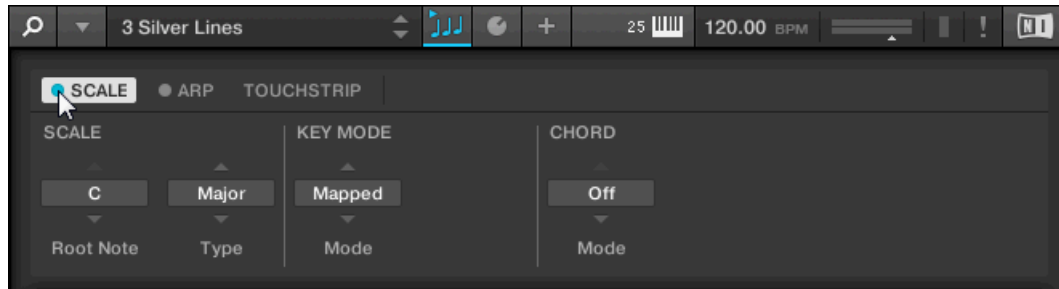 3 Silver Lines 25 120.00 BPM ! NI
SCALE ARP TOUCHSTRIP
SCALE KEY MODE CHORD
C Major Mapped Off
Root Note Type Mode Mode